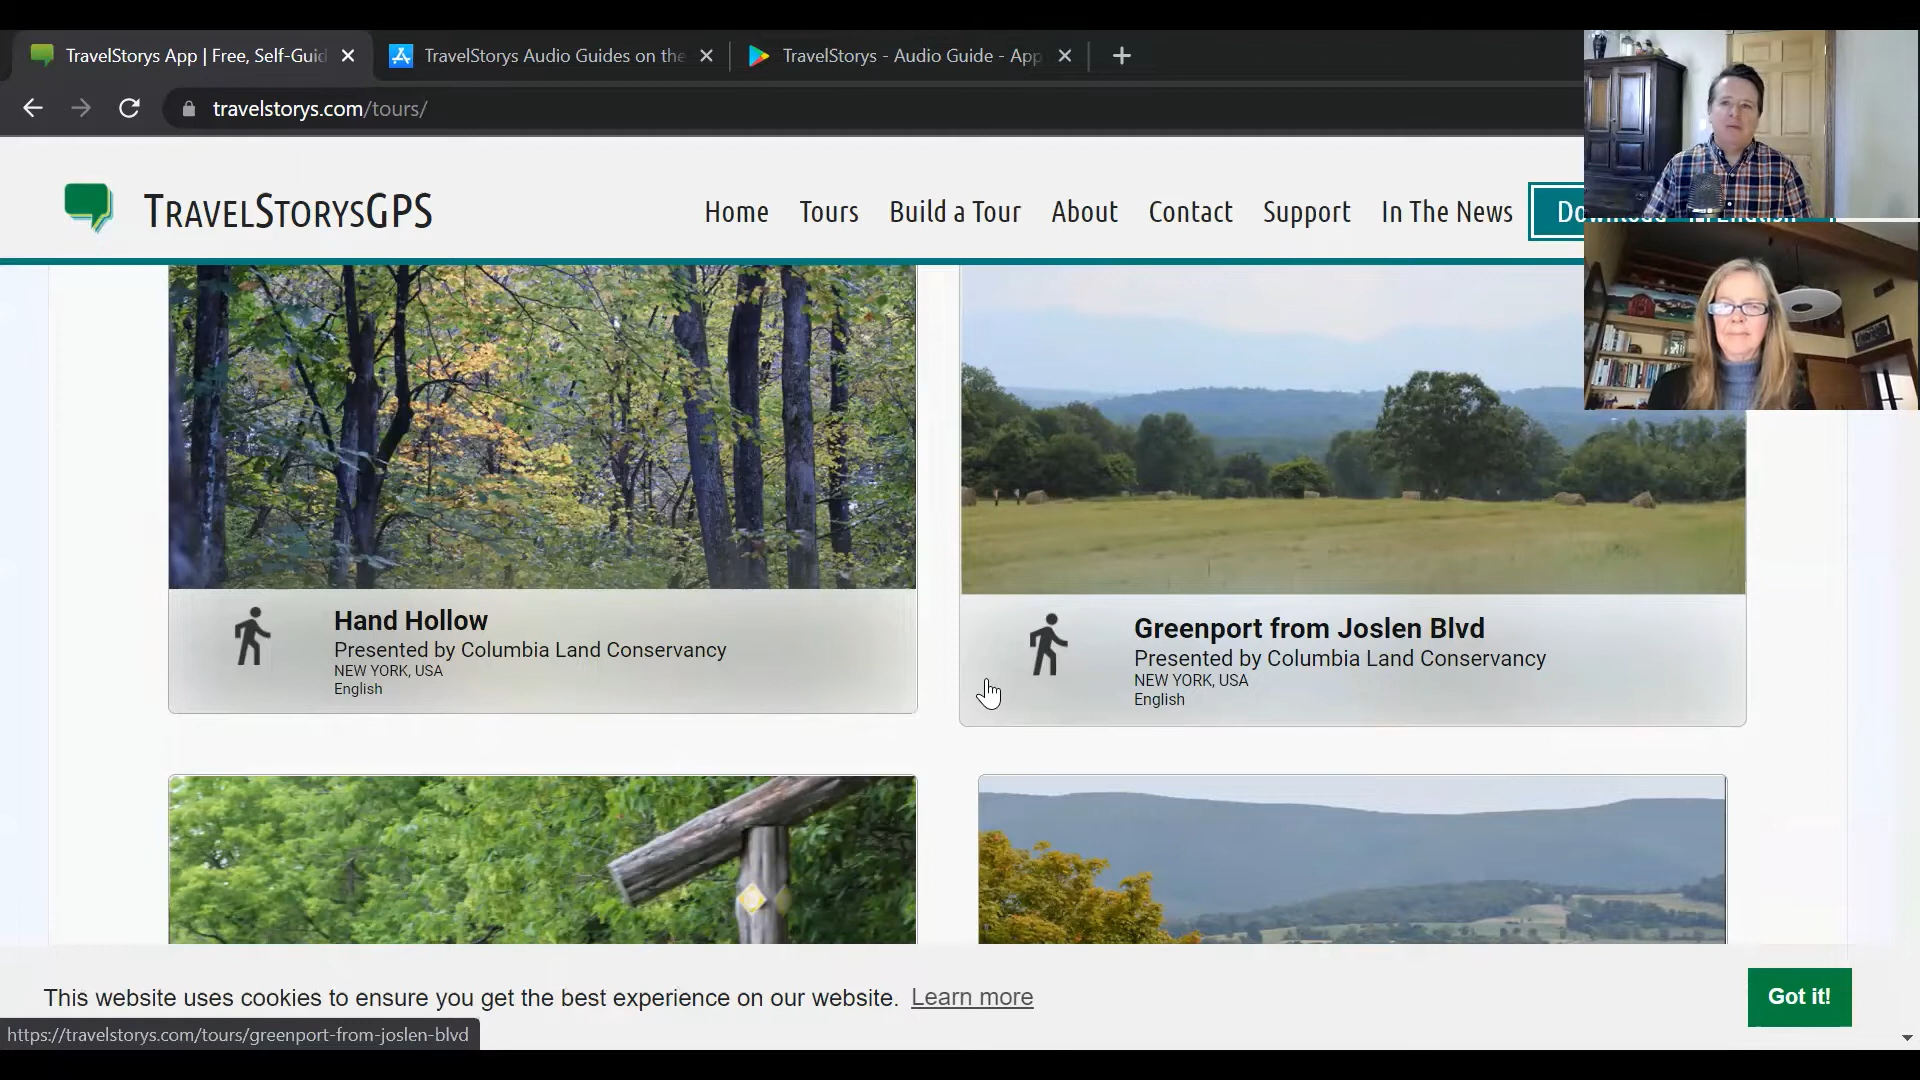 TravelStorys App | Free, Self-Guid
TravelStorys Audio Guides on the
TravelStorys - Audio Guide - App
travelstorys.com/tours/
TravelStorysGPS
Home
Tours
Build a Tour
About
Contact
Support
In The News
Hand Hollow
Presented by Columbia Land Conservancy
NEW YORK, USA
English
Greenport from Joslen Blvd
Presented by Columbia Land Conservancy
NEW YORK, USA
English
This website uses cookies to ensure you get the best experience on our website. Learn more
Got it!
https://travelstorys.com/tours/greenport-from-joslen-blvd